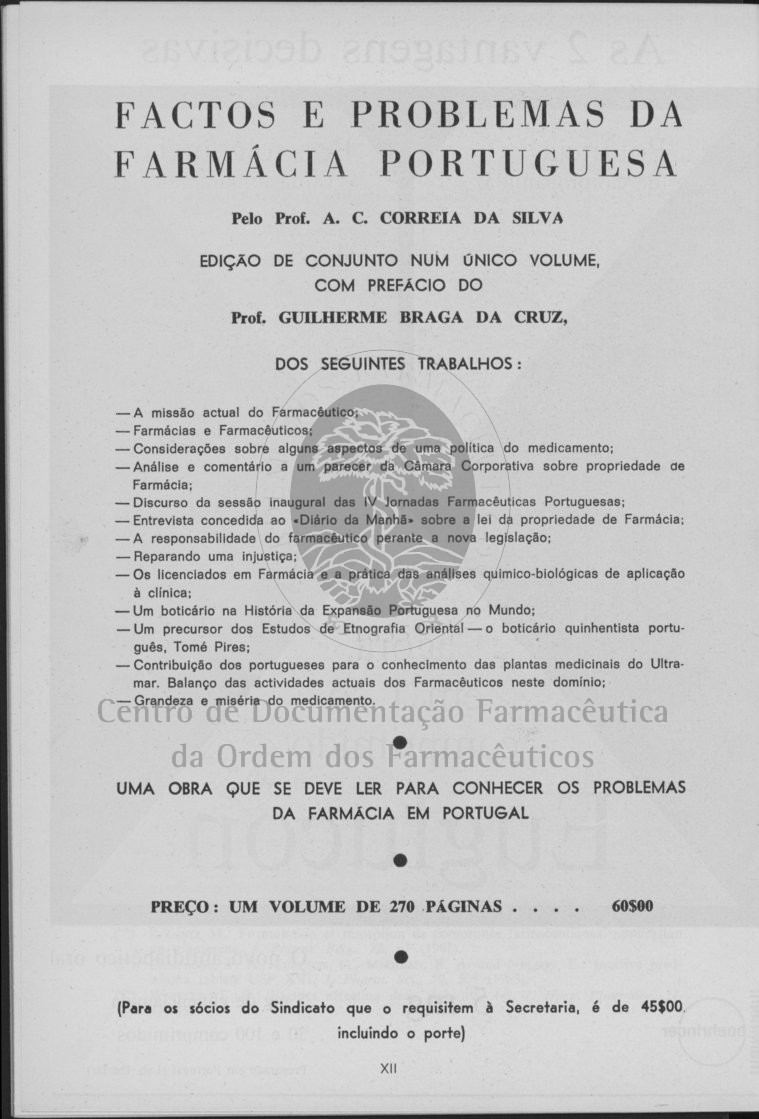 FACTOS E PROBLEMAS DA
FARMÁCIA PORTUGUESA
Pelo Prof. A. C. CORREIA DA SILVA
EDIÇÃO DE CONJUNTO NUM ÚNICO VOLUME,
COM PREFÁCIO DO
Prof. GUILHERME BRAGA DA CRUZ,
DOS SEGUINTES TRABALHOS :
— A missão actual do Farmacêutico;
— Farmácias e Farmacêuticos;
— Considerações sobre alguns aspectos de uma política do medicamento;
— Análise e comentário a um parecer da Câmara Corporativa sobre propriedade de
Farmácia;
— Discurso da sessão inaugural das IV Jornadas Farmacêuticas Portuguesas;
— Entrevista concedida ao «Diário da Manhã» sobre a lei da propriedade de Farmácia;
— A responsabilidade do farmacêutico perante a nova legislação;
— Reparando uma injustiça;
— Os licenciados em Farmácia e a prática das análises quimico-biológicas de aplicação
à clínica;
— Um boticário na História da Expansão Portuguesa no Mundo;
— Um precursor dos Estudos de Etnografia Oriental — o boticário quinhentista portu-
guês, Tomé Pires;
— Contribuição dos portugueses para o conhecimento das plantas medicinais do Ultra-
mar. Balanço das actividades actuais dos Farmacêuticos neste domínio;
— Grandeza e miséria do medicamento.
Centro de Documentação Farmacêutica
da Ordem dos Farmacêuticos
UMA OBRA QUE SE DEVE LER PARA CONHECER OS PROBLEMAS
DA FARMÁCIA EM PORTUGAL
PREÇO : UM VOLUME DE 270 PÁGINAS . . . . 60$00
(Para os sócios do Sindicato que o requisitem à Secretaria, é de 45$00,
incluindo o porte)
XII